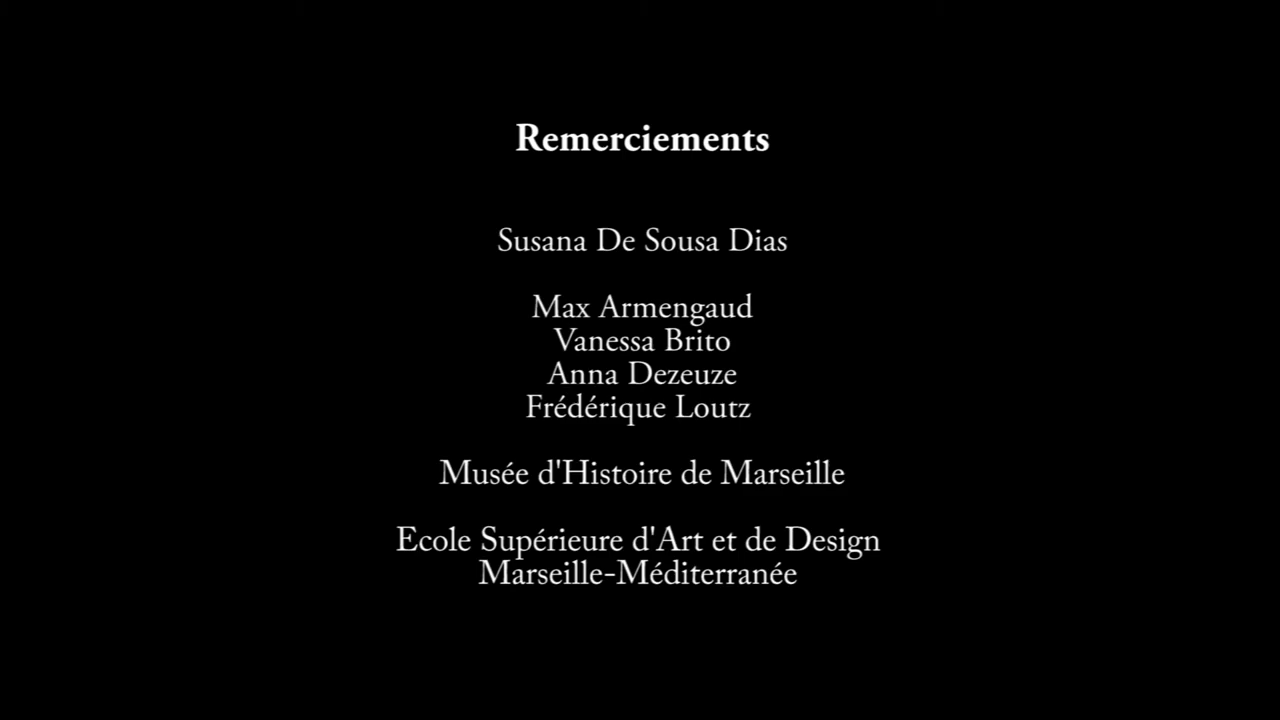 Remerciements
Susana De Sousa Dias
Max Armengaud
Vanessa Brito
Anna Dezeuze
Frédérique Loutz
Musée d'Histoire de Marseille
Ecole Supérieure d'Art et de Design
Marseille-Méditerranée